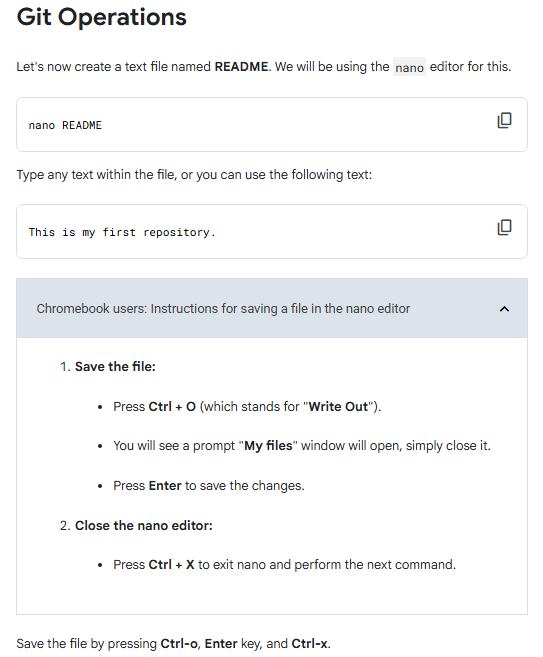 Git Operations
Let's now create a text file named README. We will be using the nano editor for this.
nano README
Type any text within the file, or you can use the following text:
This is my first repository.
Chromebook users: Instructions for saving a file in the nano editor
1. Save the file:
• Press Ctrl + O (which stands for "Write Out").
• You will see a prompt "My files" window will open, simply close it.
• Press Enter to save the changes.
2. Close the nano editor:
• Press Ctrl + X to exit nano and perform the next command.
Save the file by pressing Ctrl-o, Enter key, and Ctrl-x.